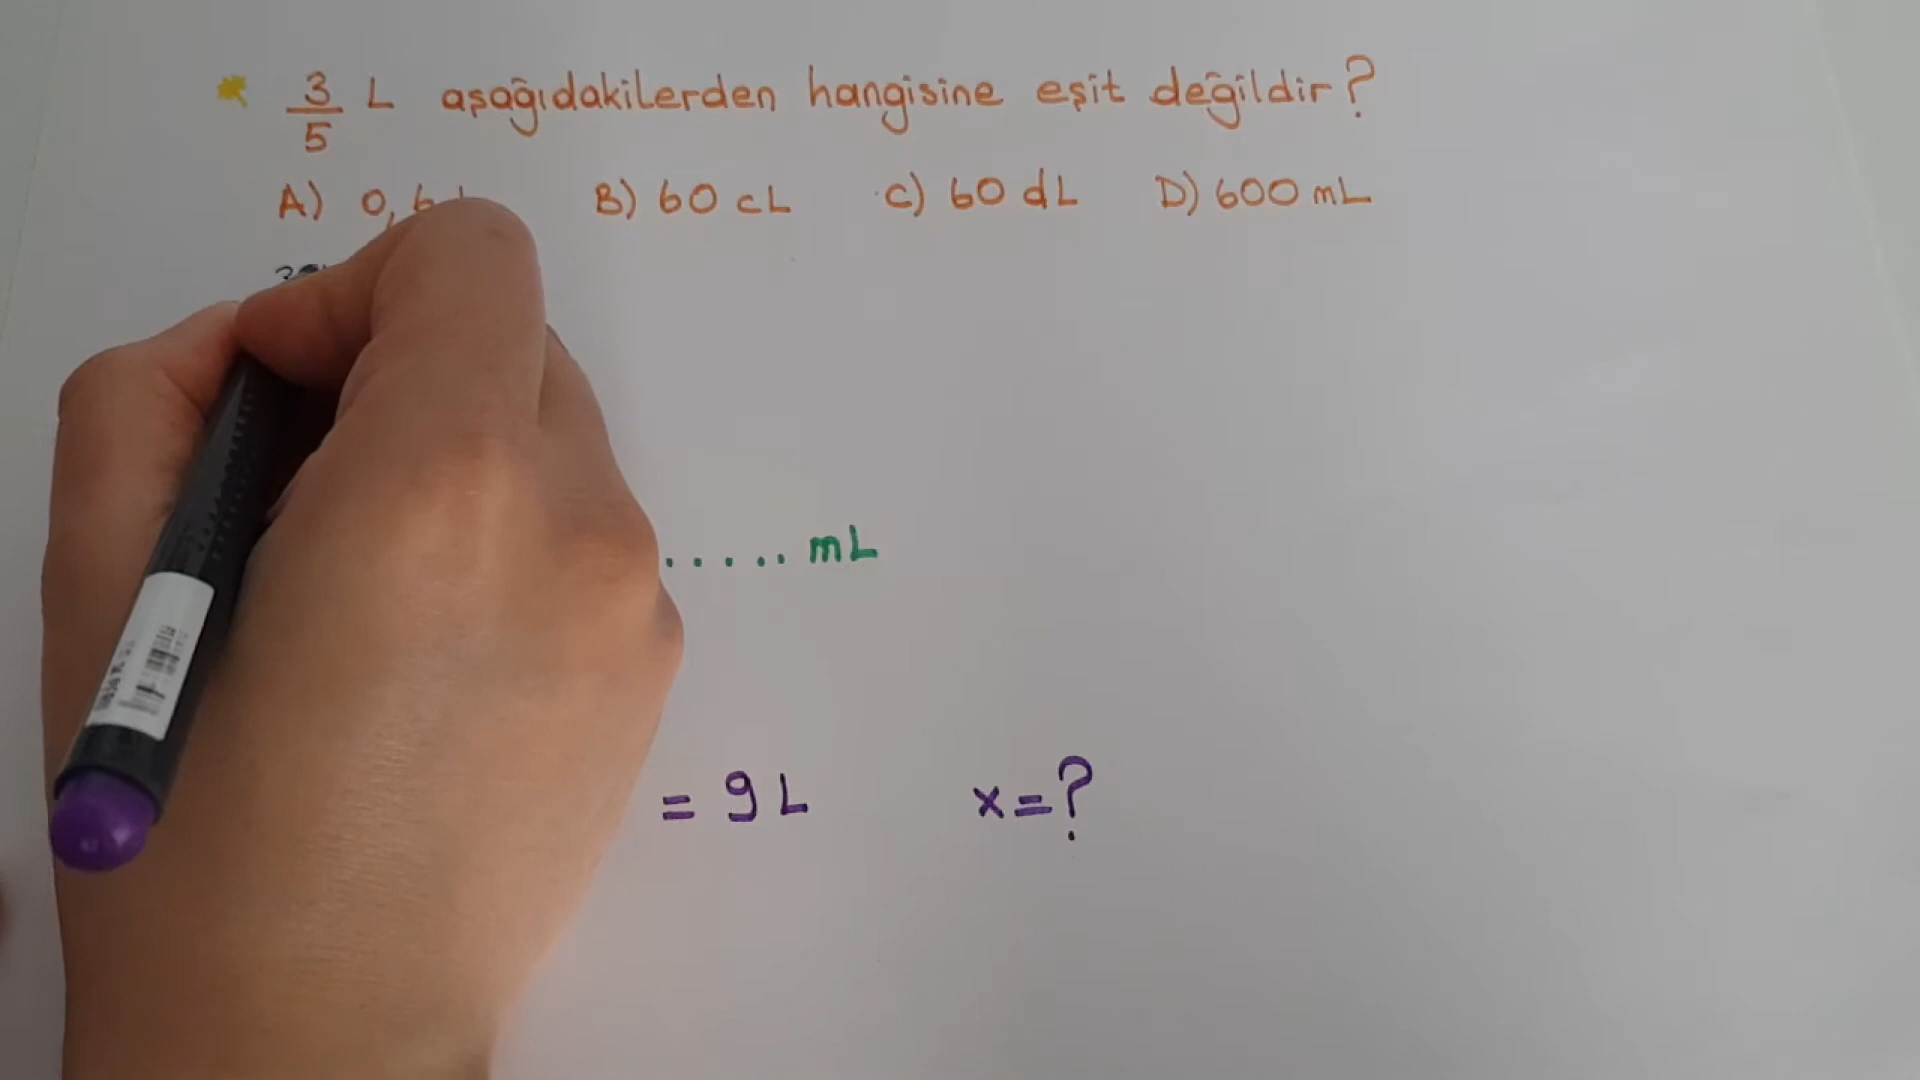 3/5 L aşağıdakilerden hangisine eşit değildir?
A) 0,6 L B) 60 cL C) 60 dL D) 600 mL
..... mL
= 9 L x = ?